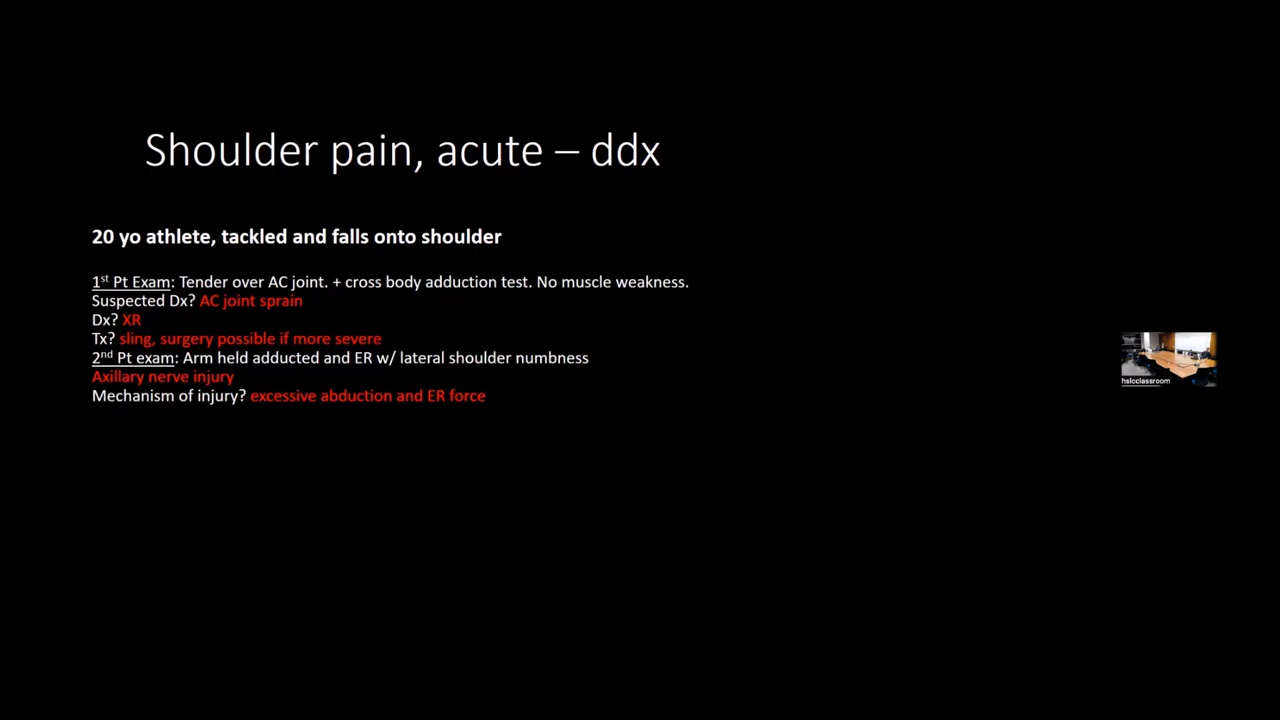 Shoulder pain, acute – ddx
20 yo athlete, tackled and falls onto shoulder
1st Pt Exam: Tender over AC joint. + cross body adduction test. No muscle weakness.
Suspected Dx? AC joint sprain
Dx? XR
Tx? sling, surgery possible if more severe
2nd Pt exam: Arm held adducted and ER w/ lateral shoulder numbness
Axillary nerve injury
Mechanism of injury? excessive abduction and ER force
hslcclassroom